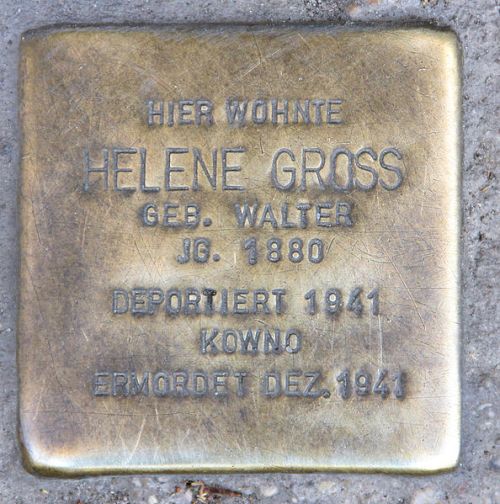 HIER WOHNTE
HELENE GROSS
GEB. WALTER
JG. 1880
DEPORTIERT 1941
KOWNO
ERMORDET DEZ. 1941